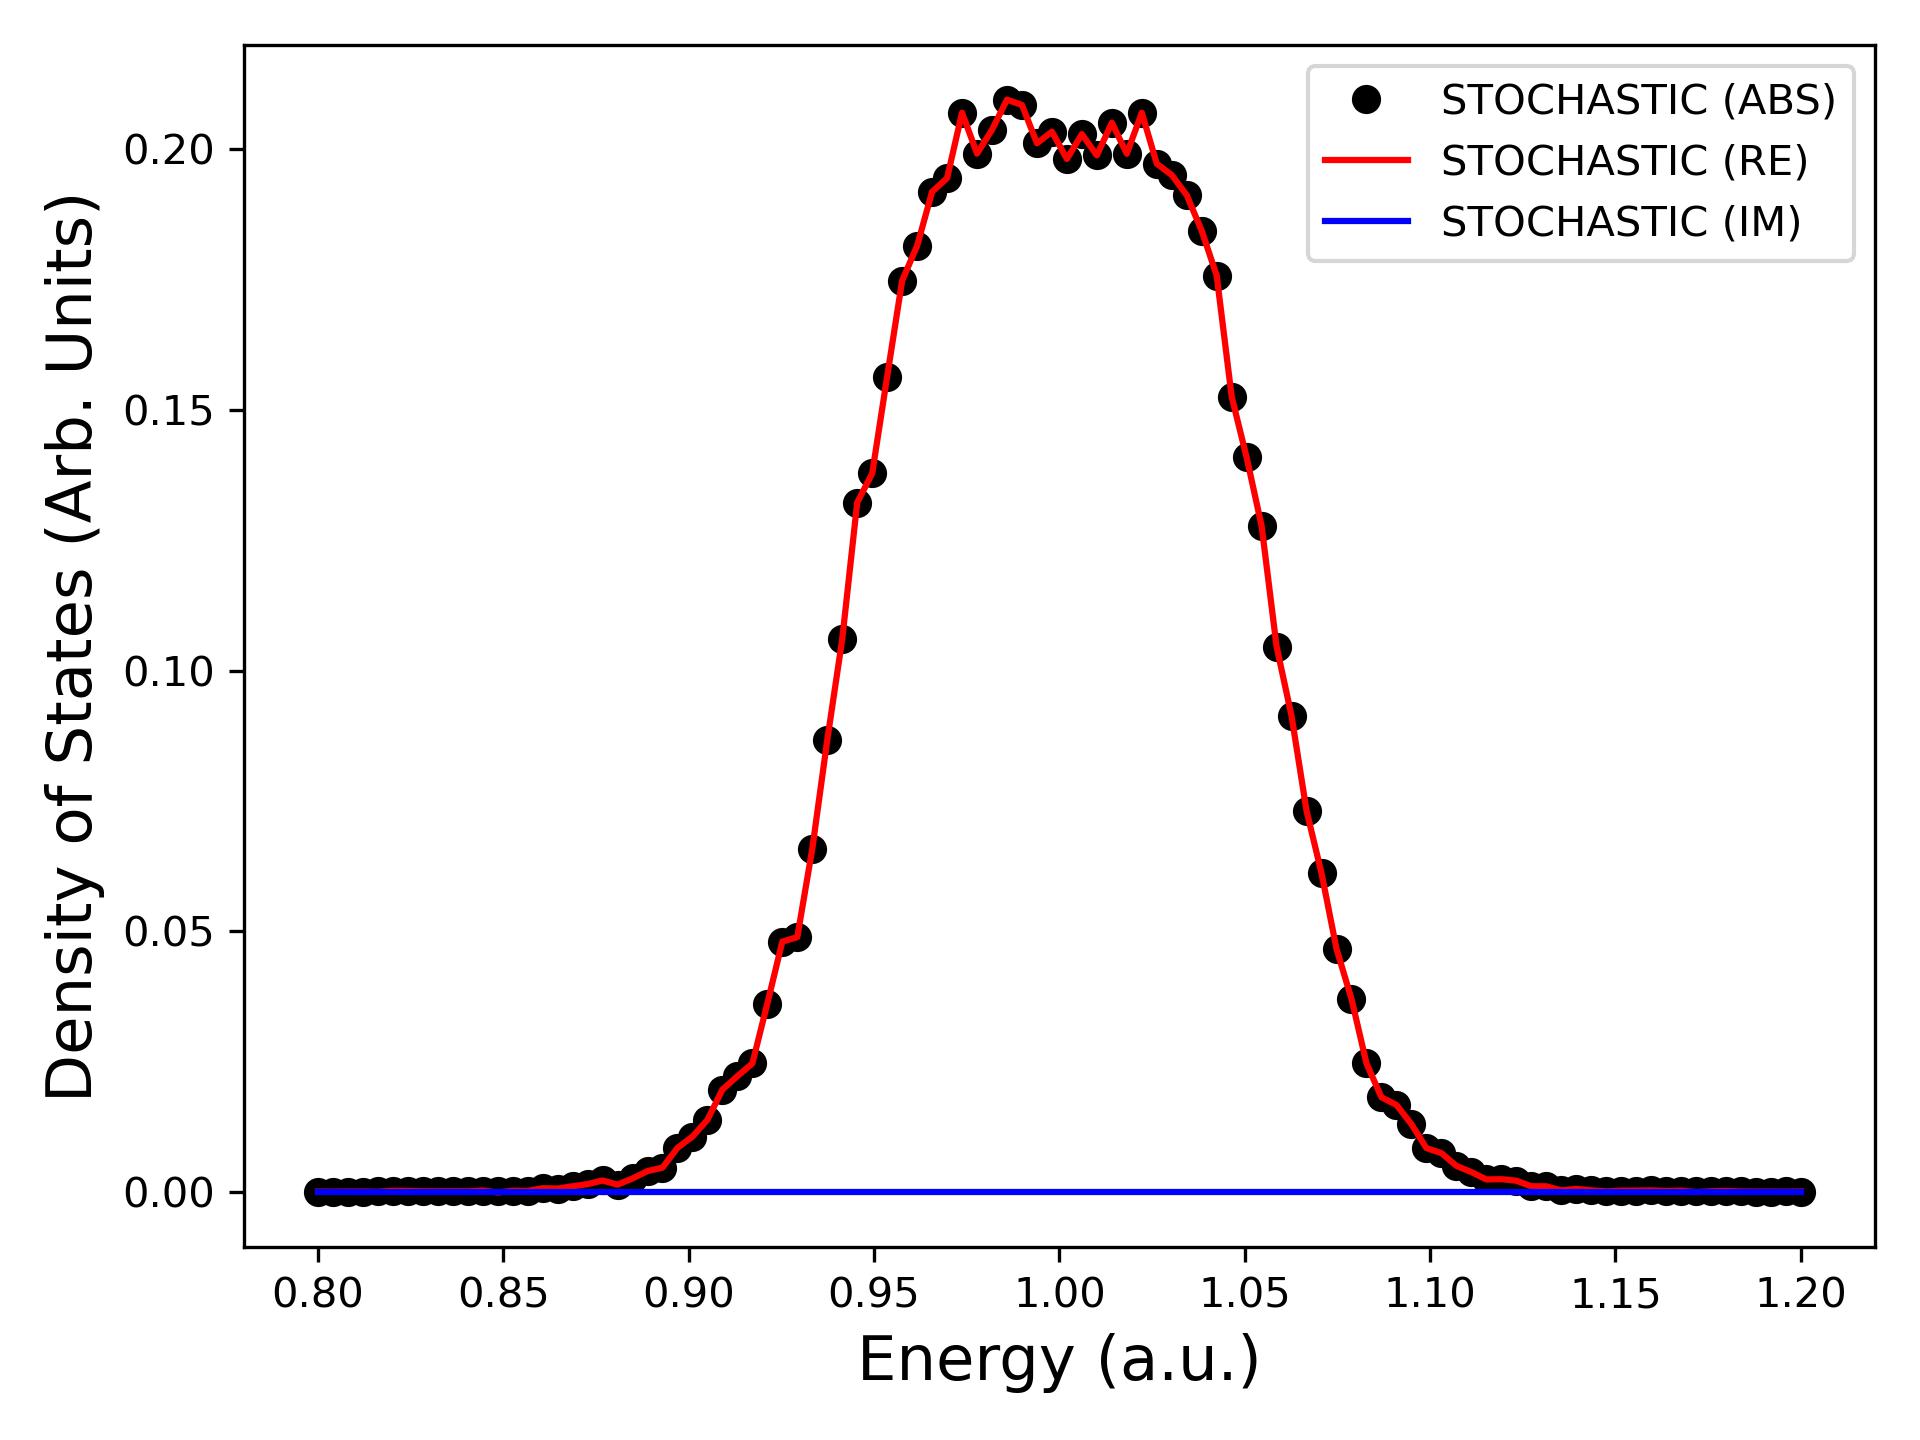 STOCHASTIC (ABS)
STOCHASTIC (RE)
STOCHASTIC (IM)
Density of States (Arb. Units)
0.20
0.15
0.10
0.05
0.00
0.80 0.85 0.90 0.95 1.00 1.05 1.10 1.15 1.20
Energy (a.u.)